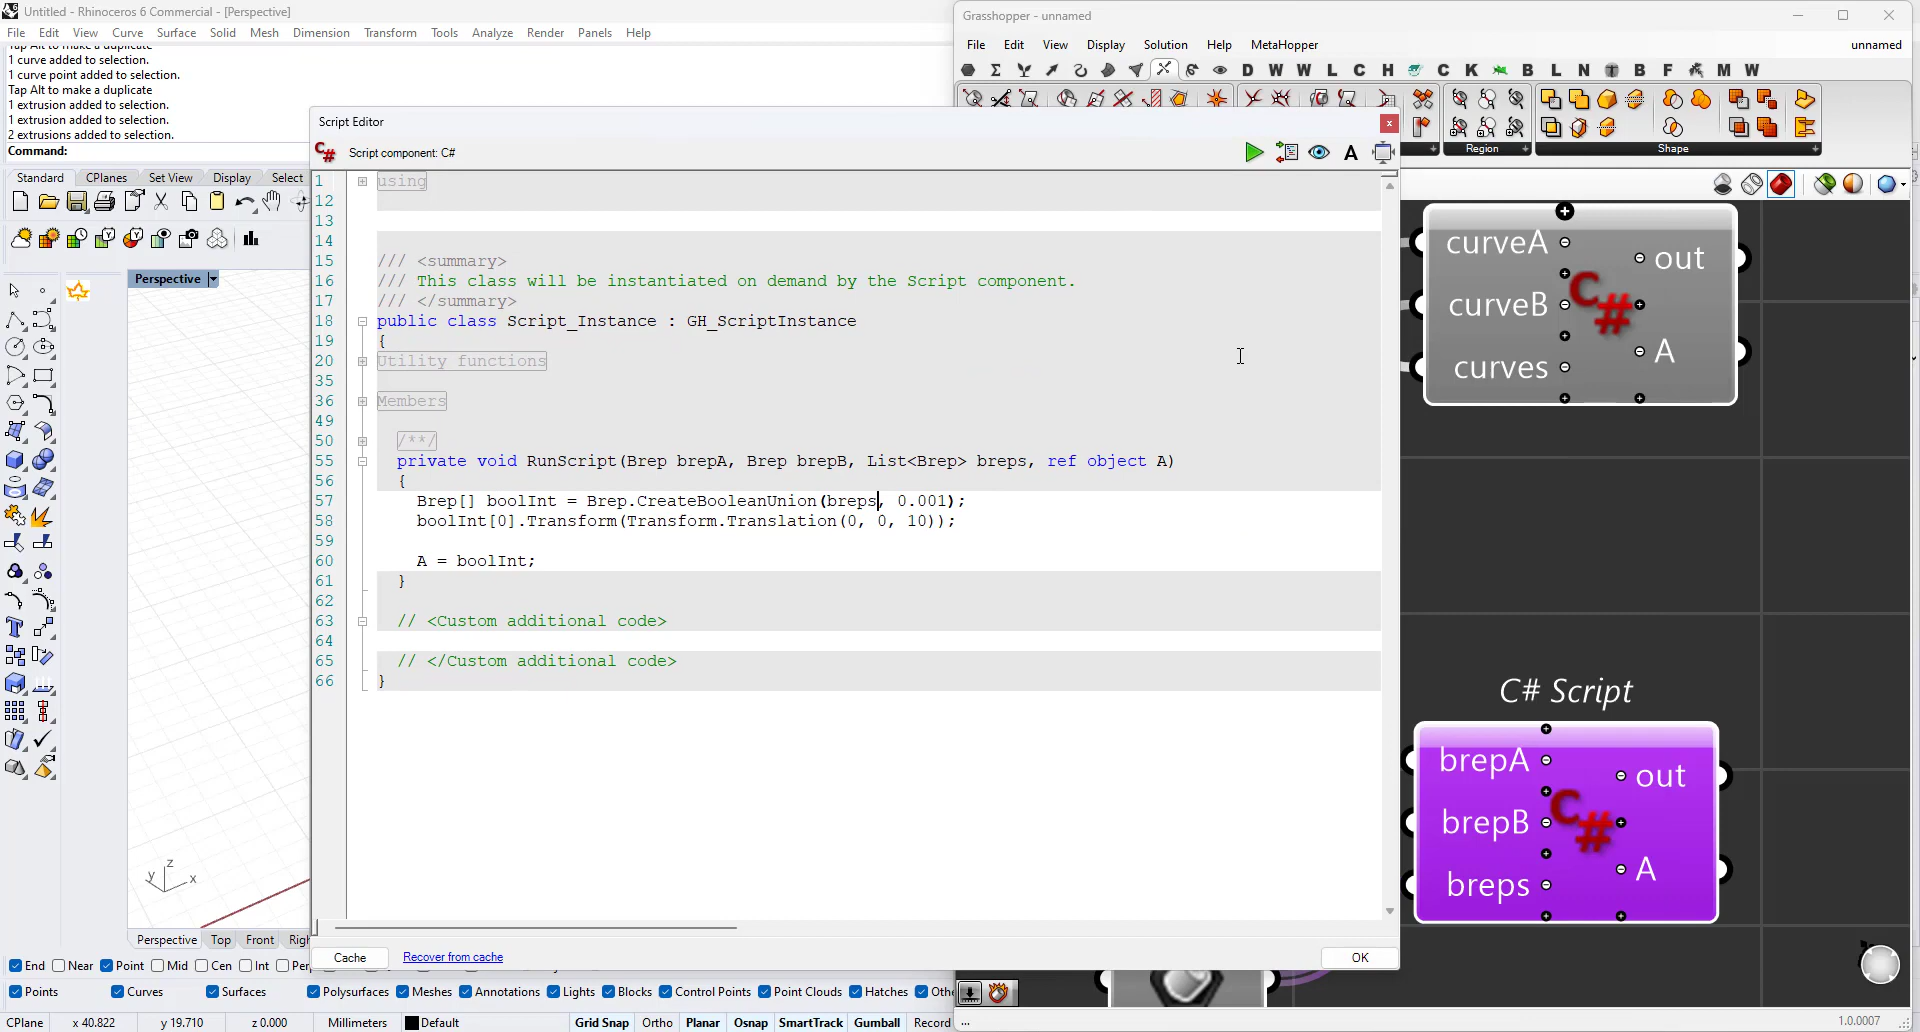 Untitled - Rhinoceros 6 Commercial - [Perspective]
File Edit View Curve Surface Solid Mesh Dimension Transform Tools Analyze Render Panels Help
Tap Alt to make a duplicate
1 curve added to selection.
1 curve point added to selection.
Tap Alt to make a duplicate
1 extrusion added to selection.
1 extrusion added to selection.
2 extrusions added to selection.
Command:
Standard CPlanes Set View Display Select
Perspective
z
y x
Perspective Top Front
End Near Point Mid Cen Int
Points Curves Surfaces Polysurfaces Meshes Annotations Lights Blocks Control Points Point Clouds Hatches
CPlane x 40.822 y 19.710 z 0.000 Millimeters Default Grid Snap Ortho Planar Osnap SmartTrack Gumball Record
Script Editor
C# Script component: C#
A
1 using
12
13
14
15 /// <summary>
16 /// This class will be instantiated on demand by the Script component.
17 /// </summary>
18 public class Script_Instance : GH_ScriptInstance
19 {
20 Utility functions
35
36 Members
49
50 /**/
55 private void RunScript(Brep brepA, Brep brepB, List<Brep> breps, ref object A)
56 {
57 Brep[] boolInt = Brep.CreateBooleanUnion(breps, 0.001);
58 boolInt[0].Transform(Transform.Translation(0, 0, 10));
59
60 A = boolInt;
61 }
62
63 // <Custom additional code>
64
65 // </Custom additional code>
66 }
Cache Recover from cache OK
Grasshopper - unnamed
File Edit View Display Solution Help MetaHopper unnamed
D W W L C H C K B L N B F M W
Region Shape
curveA
curveB
curves
C#
out
A
C# Script
brepA
brepB
breps
C#
out
A
...
1.0.0007